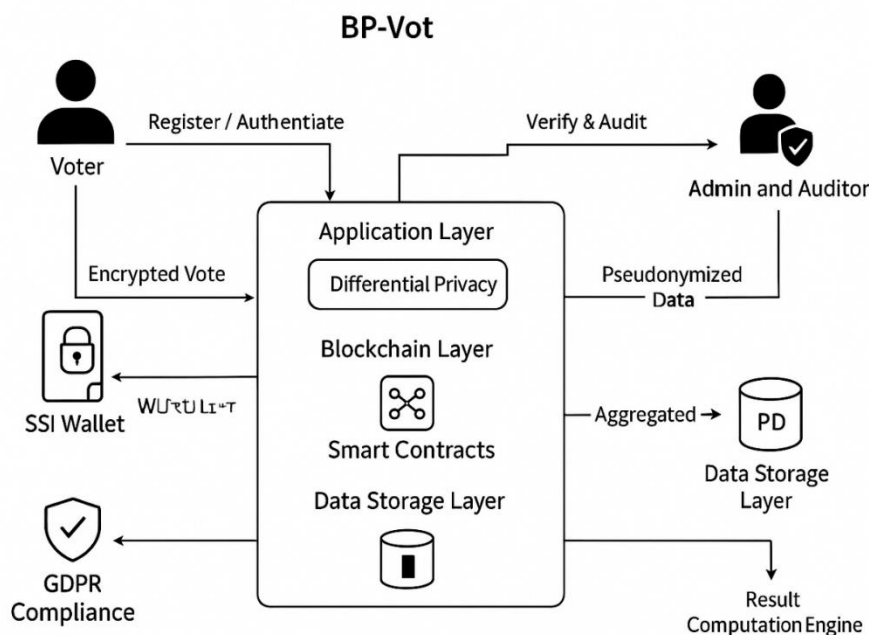 BP-Vot
Register / Authenticate
Verify & Audit
Voter
Admin and Auditor
Application Layer
Differential Privacy
Encrypted Vote
Pseudonymized
Data
Blockchain Layer
SSI Wallet
Smart Contracts
Aggregated
PD
Data Storage
Layer
Data Storage Layer
GDPR
Compliance
Result
Computation Engine